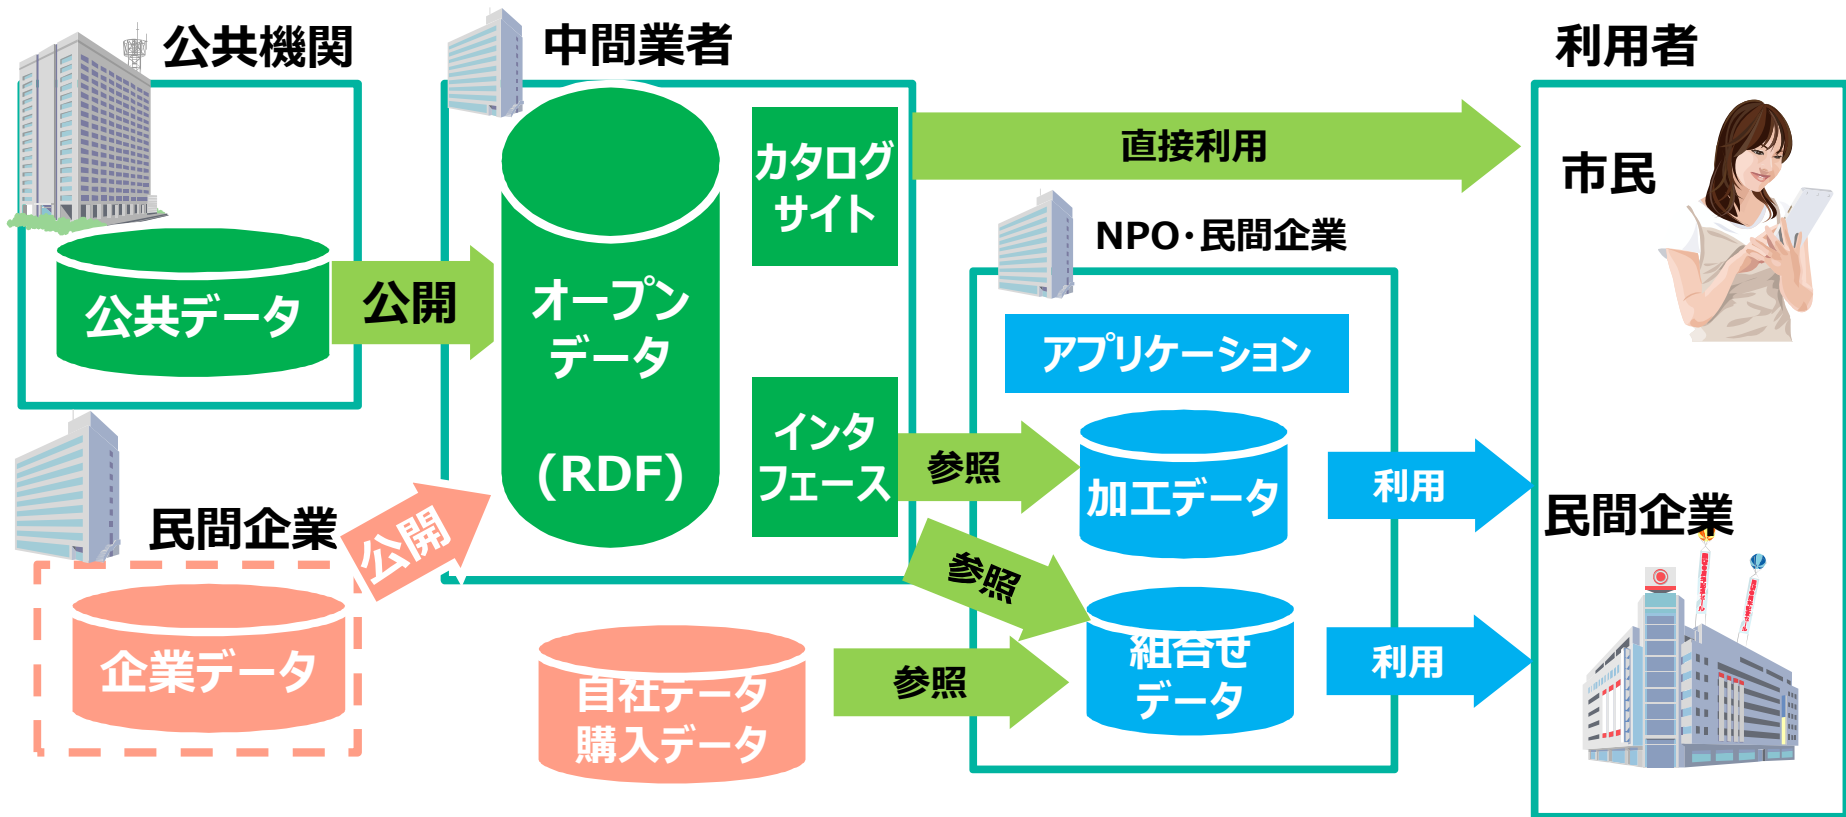 公共機関
中間業者
利用者
カタログ
サイト
直接利用
市民
NPO・民間企業
公共データ
公開
オープン
データ
(RDF)
アプリケーション
インタ
フェース
参照
加工データ
利用
民間企業
公開
民間企業
企業データ
参照
組合せ
データ
利用
自社データ
購入データ
参照